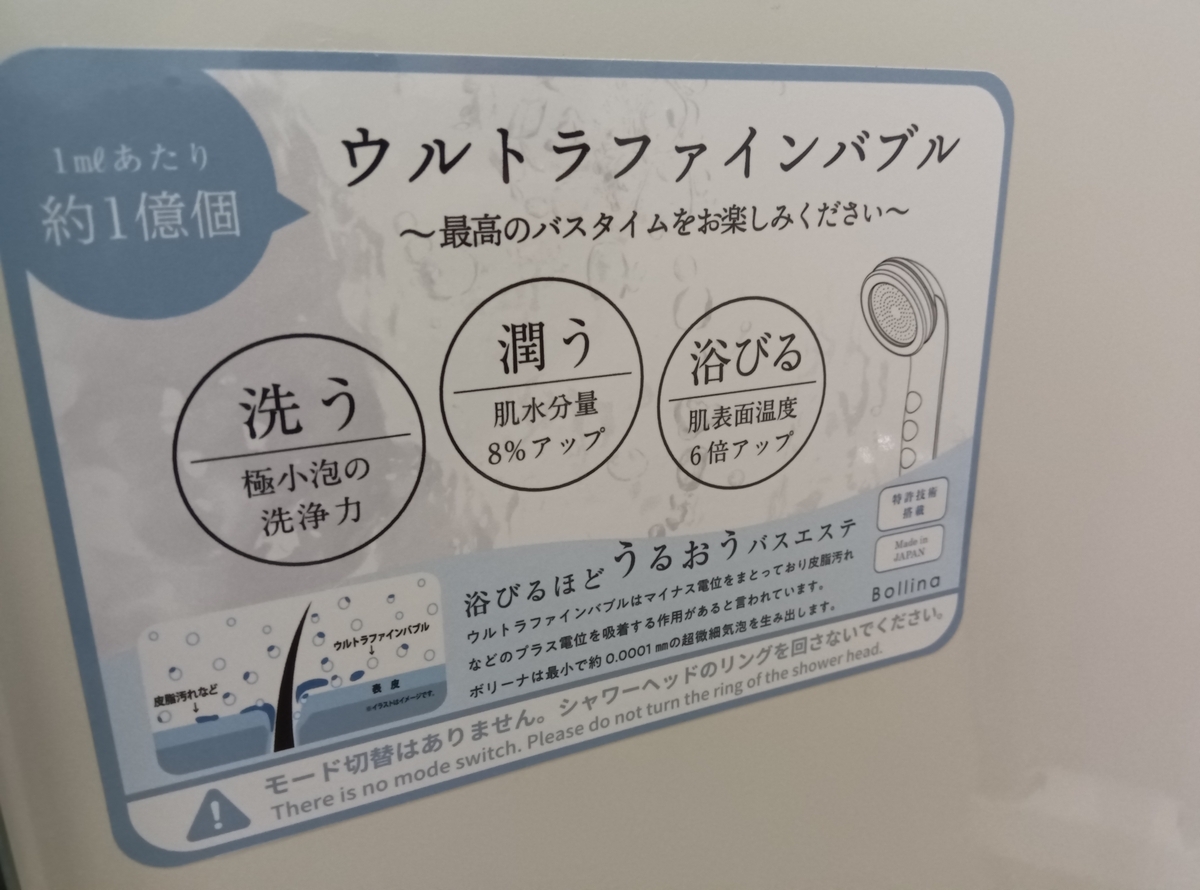 1mℓあたり
約1億個
ウルトラファインバブル
～最高のバスタイムをお楽しみください～
洗う
極小泡の
洗浄力
潤う
肌水分量
8%アップ
浴びる
肌表面温度
6倍アップ
特許技術
搭載
Made in
JAPAN
Bollina
浴びるほどうるおうバスエステ
ウルトラファインバブルはマイナス電位をまとっており皮脂汚れ
などのプラス電位を吸着する作用があると言われています。
ボリーナは最小で約0.0001㎜の超微細気泡を生み出します。
ウルトラファインバブル
↓
皮脂汚れなど
↓
表皮
※イラストはイメージです。
モード切替はありません。シャワーヘッドのリングを回さないでください。
There is no mode switch. Please do not turn the ring of the shower head.